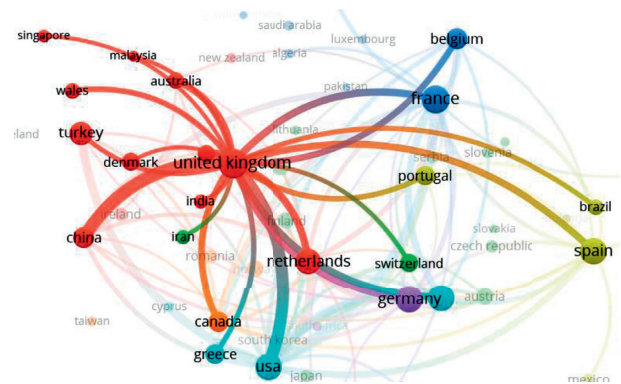 saudi arabia
singapore
luxembourg
belgium
malaysia
new zealand
algeria
australia
wales
pakistan
france
eland
turkey
lithuania
denmark
united kingdom
serbia
slovenia
portugal
india
ireland
finland
brazil
iran
china
slovakia
romania
netherlands
switzerland
czech republic
spain
cyprus
germany
austria
taiwan
canada
south korea
greece
usa
japan
mexico